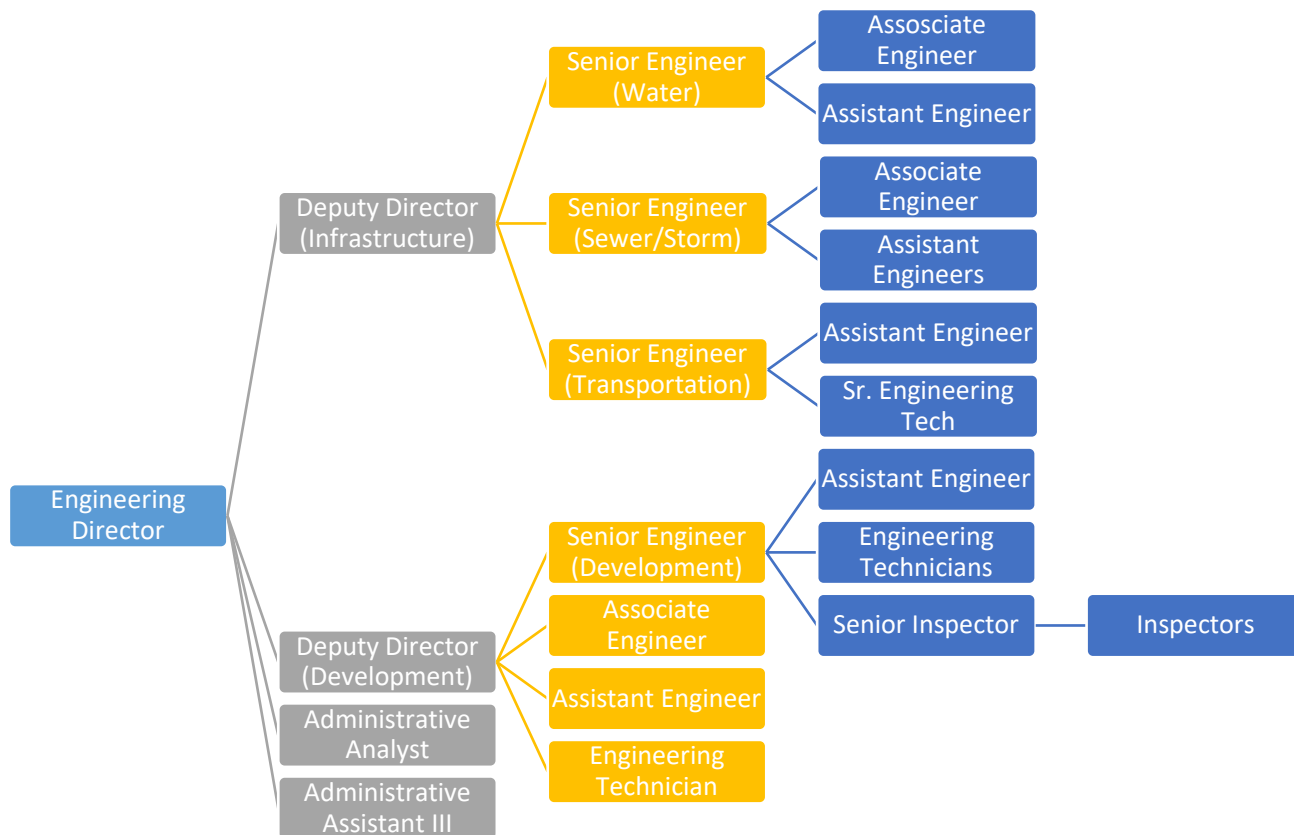 Engineering
Director
Deputy Director
(Infrastructure)
Senior Engineer
(Water)
Assosciate
Engineer
Assistant Engineer
Senior Engineer
(Sewer/Storm)
Associate
Engineer
Assistant
Engineers
Senior Engineer
(Transportation)
Assistant Engineer
Sr. Engineering
Tech
Deputy Director
(Development)
Senior Engineer
(Development)
Assistant Engineer
Engineering
Technicians
Senior Inspector
Inspectors
Associate
Engineer
Assistant Engineer
Engineering
Technician
Administrative
Analyst
Administrative
Assistant III